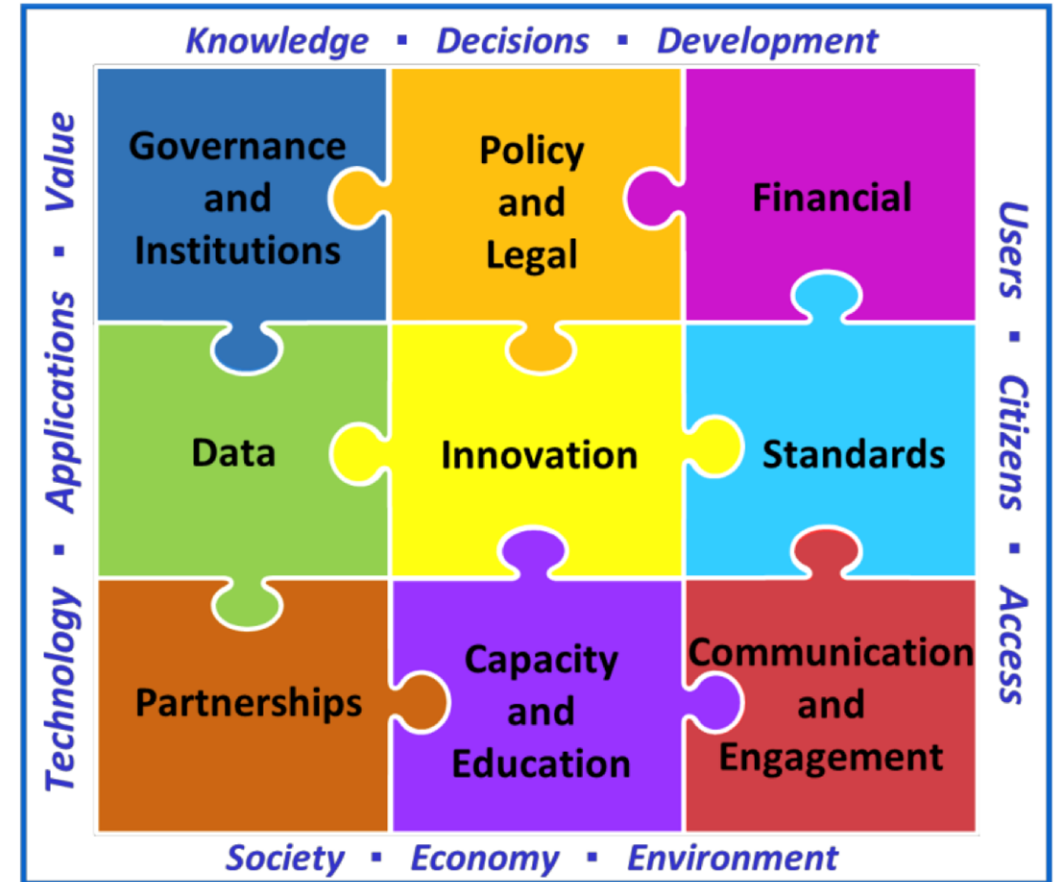 Knowledge ▪ Decisions ▪ Development
Technology ▪ Applications ▪ Value
Governance
and
Institutions
Policy
and
Legal
Financial
Data
Innovation
Standards
Partnerships
Capacity
and
Education
Communication
and
Engagement
Users ▪ Citizens ▪ Access
Society ▪ Economy ▪ Environment